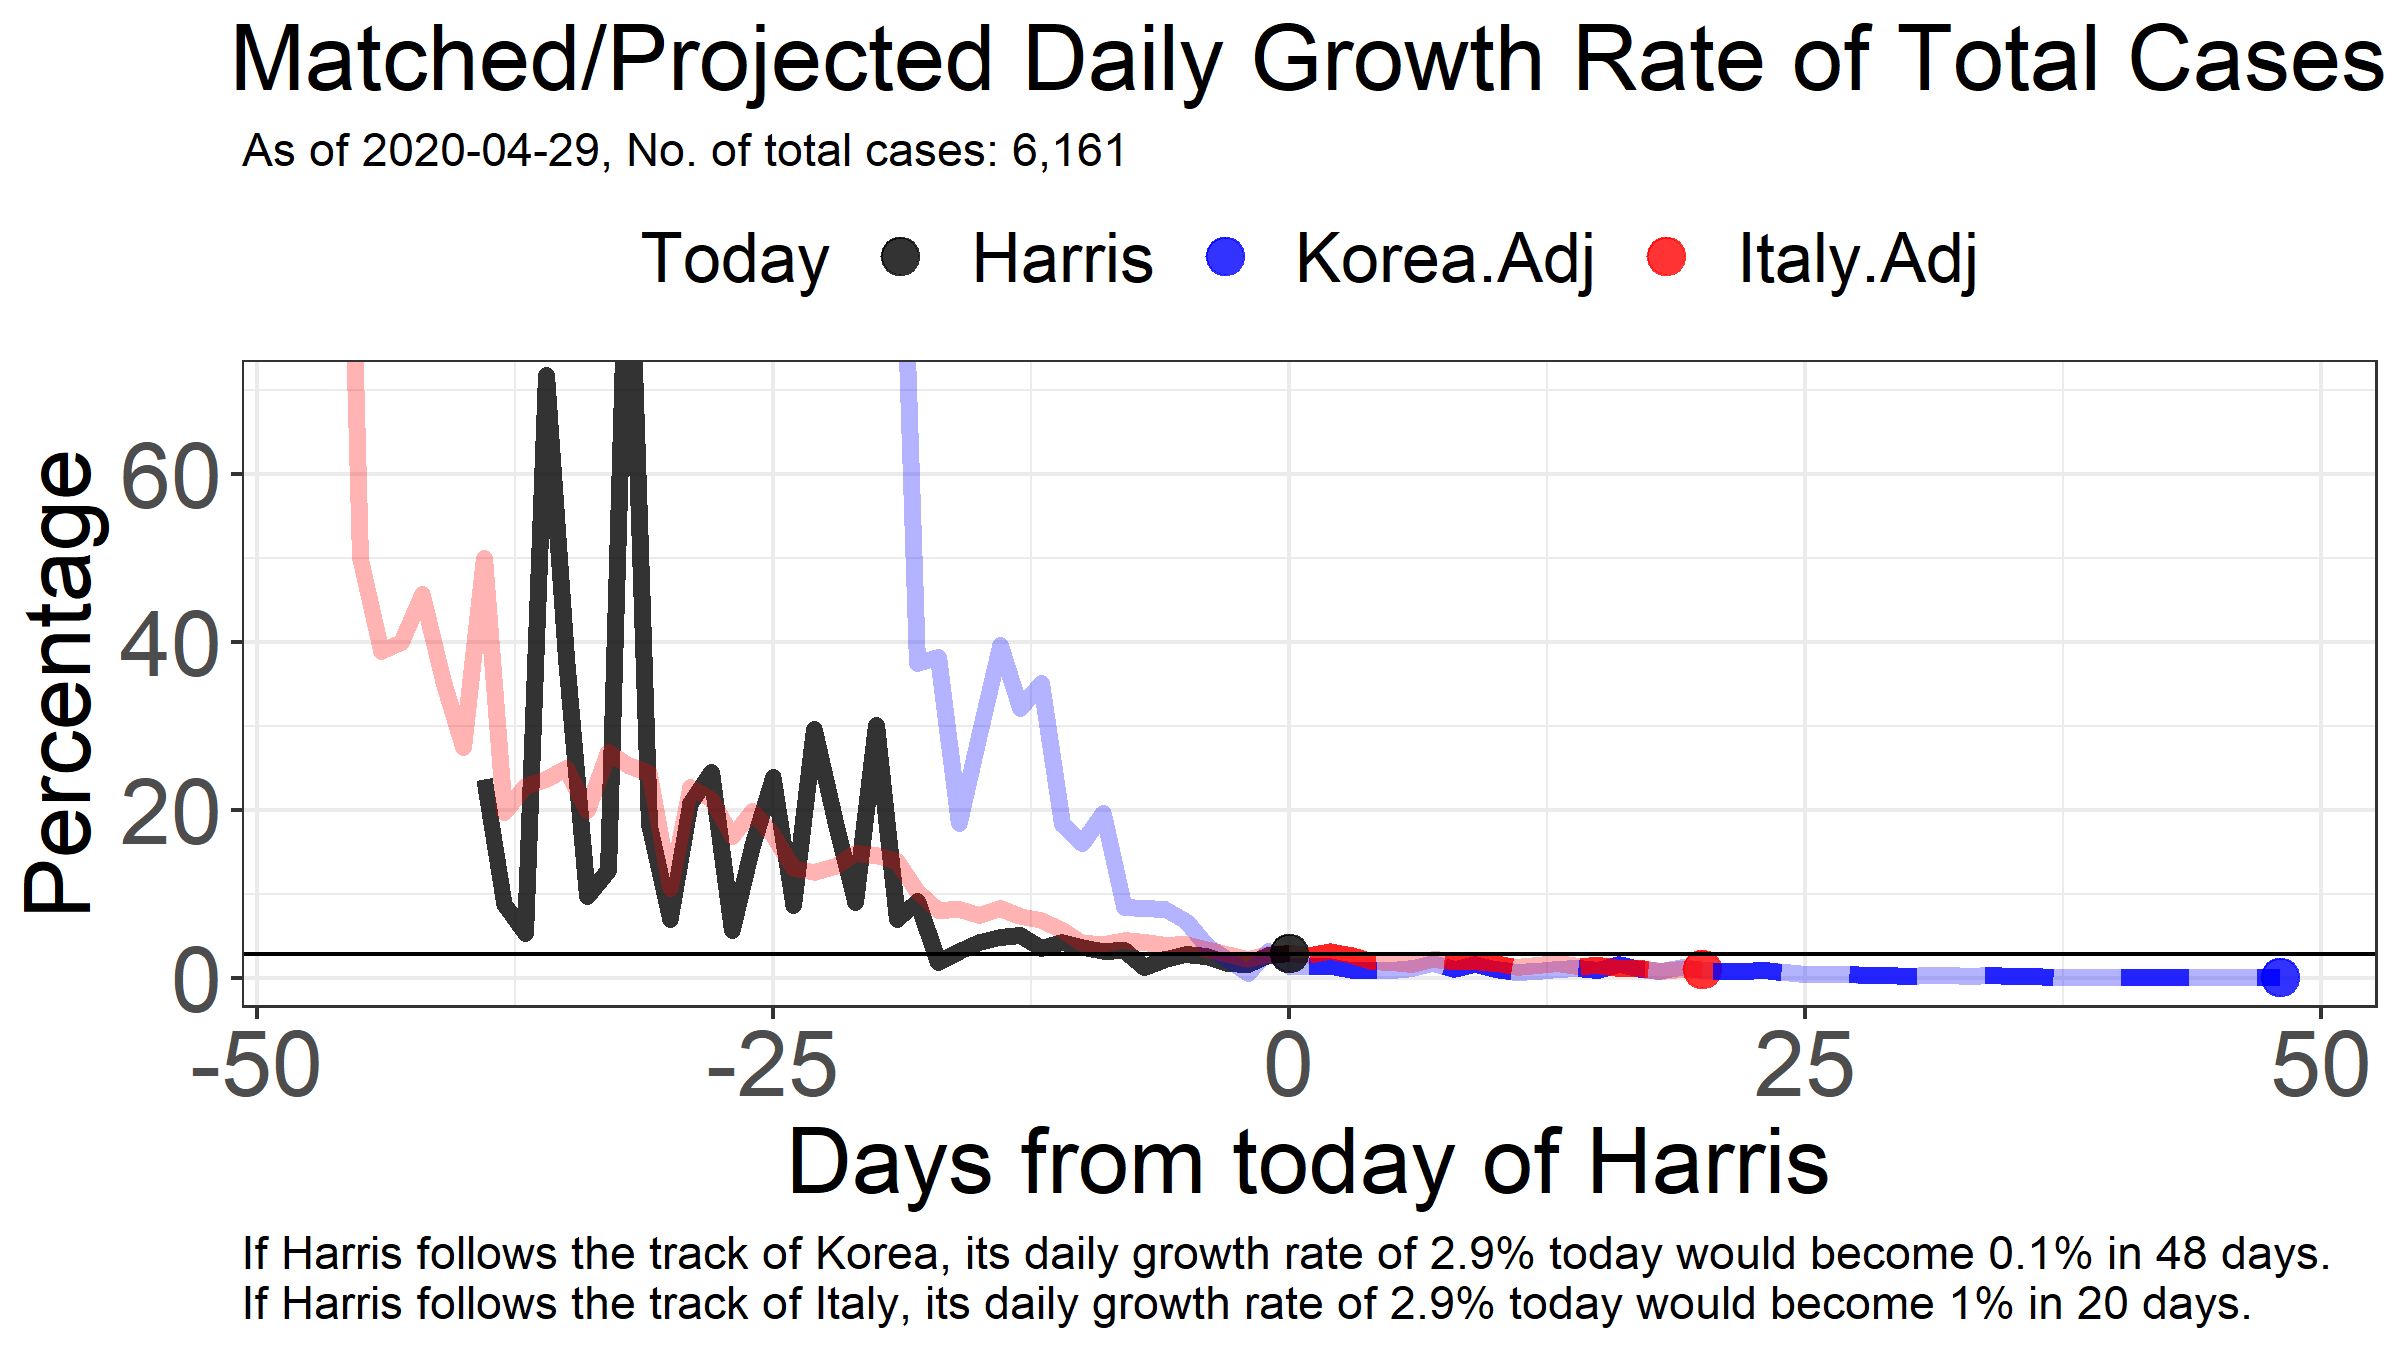 Matched/Projected Daily Growth Rate of Total Cases
As of 2020-04-29, No. of total cases: 6,161
Today Harris Korea.Adj Italy.Adj
Percentage
60
40
20
0
-50 -25 0 25 50
Days from today of Harris
If Harris follows the track of Korea, its daily growth rate of 2.9% today would become 0.1% in 48 days.
If Harris follows the track of Italy, its daily growth rate of 2.9% today would become 1% in 20 days.